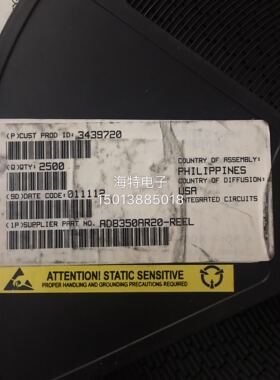 (P)CUST PROD ID: 3439720
(Q)QTY: 2500
COUNTRY OF ASSEMBLY:
PHILIPPINES
COUNTRY OF DIFFUSION:
USA
INTEGRATED CIRCUITS
(9D)DATE CODE: 011112
(1P)SUPPLIER PART NO. AD8350AR20-REEL
海特电子
15013885018
ATTENTION! STATIC SENSITIVE
PROPER HANDLING AND GROUNDING PRECAUTIONS REQUIRED